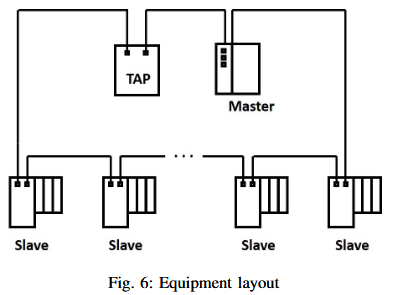 TAP
Master
...
Slave Slave Slave Slave
Fig. 6: Equipment layout